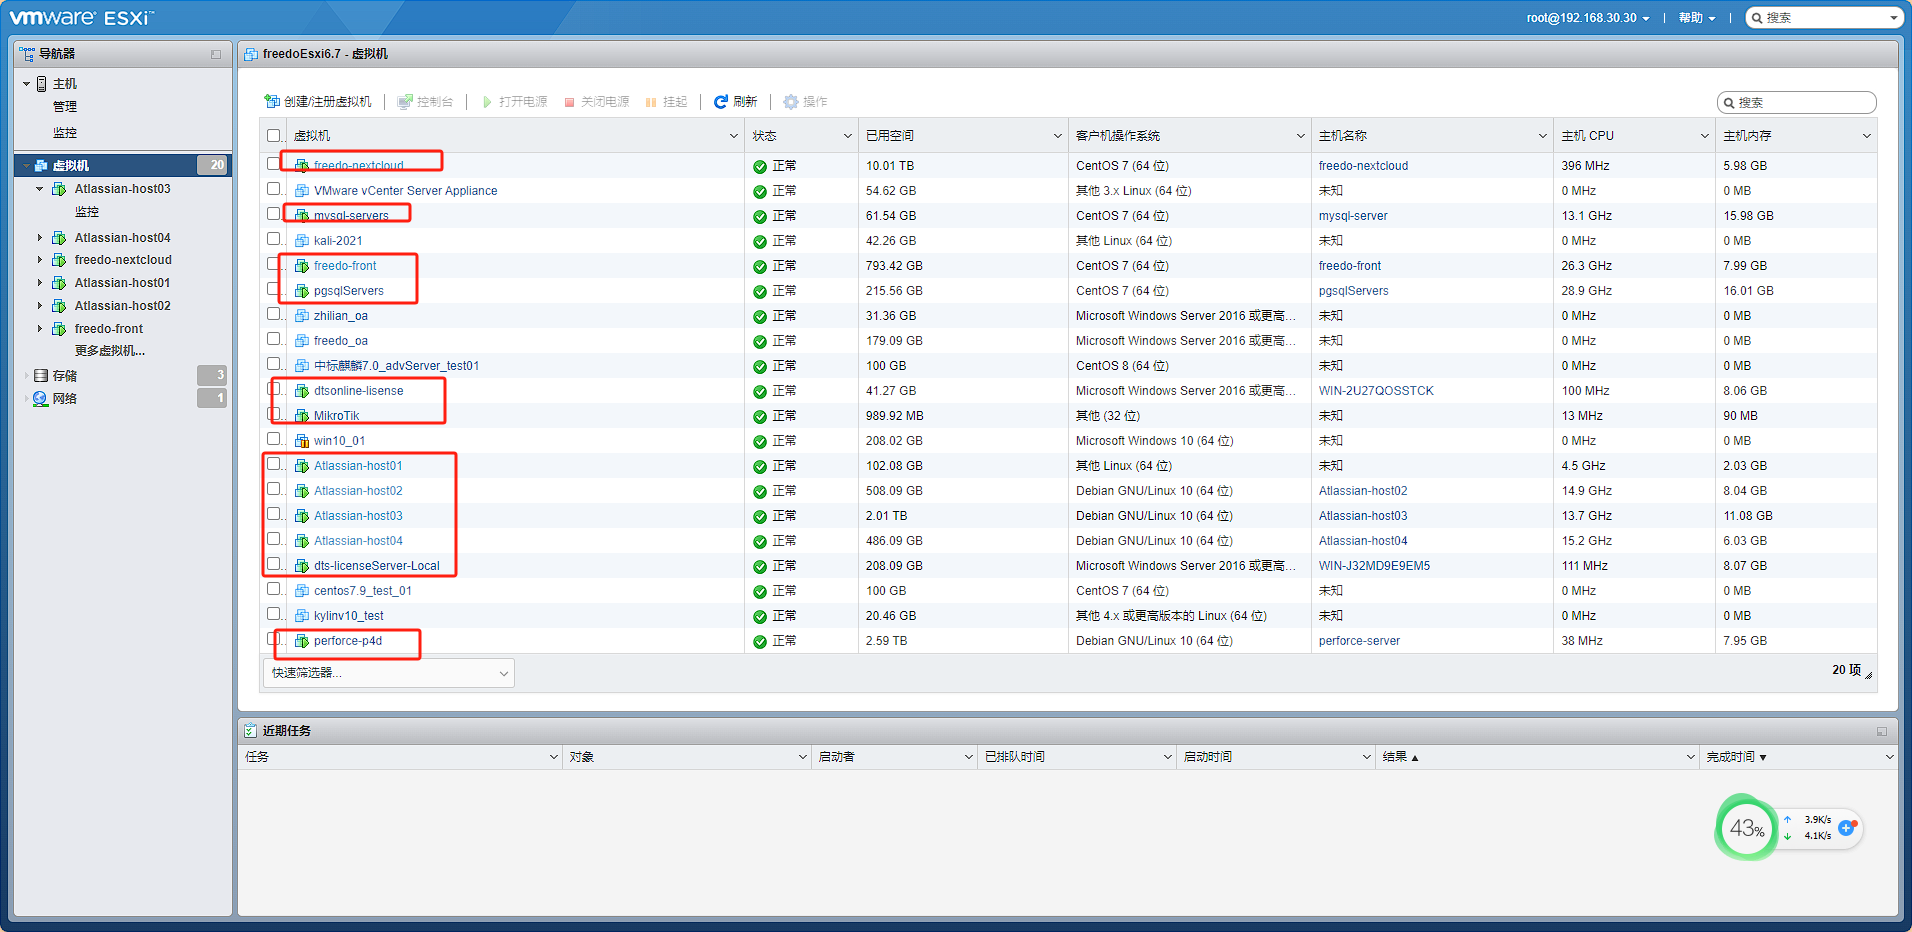 vmware ESXi™
root@192.168.30.30 | 帮助 | 搜索
导航器
主机
管理
监控
虚拟机 20
Atlassian-host03
监控
Atlassian-host04
freedo-nextcloud
Atlassian-host01
Atlassian-host02
freedo-front
更多虚拟机...
存储 3
网络 1
freedoEsxi6.7 - 虚拟机
创建/注册虚拟机 | 控制台 | 打开电源 关闭电源 挂起 | 刷新 | 操作
搜索
虚拟机 状态 已用空间 客户机操作系统 主机名称 主机 CPU 主机内存
freedo-nextcloud 正常 10.01 TB CentOS 7 (64 位) freedo-nextcloud 396 MHz 5.98 GB
VMware vCenter Server Appliance 正常 54.62 GB 其他 3.x Linux (64 位) 未知 0 MHz 0 MB
mysql-servers 正常 61.54 GB CentOS 7 (64 位) mysql-server 13.1 GHz 15.98 GB
kali-2021 正常 42.26 GB 其他 Linux (64 位) 未知 0 MHz 0 MB
freedo-front 正常 793.42 GB CentOS 7 (64 位) freedo-front 26.3 GHz 7.99 GB
pgsqlServers 正常 215.56 GB CentOS 7 (64 位) pgsqlServers 28.9 GHz 16.01 GB
zhilian_oa 正常 31.36 GB Microsoft Windows Server 2016 或更高... 未知 0 MHz 0 MB
freedo_oa 正常 179.09 GB Microsoft Windows Server 2016 或更高... 未知 0 MHz 0 MB
中标麒麟7.0_advServer_test01 正常 100 GB CentOS 8 (64 位) 未知 0 MHz 0 MB
dtsonline-lisense 正常 41.27 GB Microsoft Windows Server 2016 或更高... WIN-2U27QOSSTCK 100 MHz 8.06 GB
MikroTik 正常 989.92 MB 其他 (32 位) 未知 13 MHz 90 MB
win10_01 正常 208.02 GB Microsoft Windows 10 (64 位) 未知 0 MHz 0 MB
Atlassian-host01 正常 102.08 GB 其他 Linux (64 位) 未知 4.5 GHz 2.03 GB
Atlassian-host02 正常 508.09 GB Debian GNU/Linux 10 (64 位) Atlassian-host02 14.9 GHz 8.04 GB
Atlassian-host03 正常 2.01 TB Debian GNU/Linux 10 (64 位) Atlassian-host03 13.7 GHz 11.08 GB
Atlassian-host04 正常 486.09 GB Debian GNU/Linux 10 (64 位) Atlassian-host04 15.2 GHz 6.03 GB
dts-licenseServer-Local 正常 208.09 GB Microsoft Windows Server 2016 或更高... WIN-J32MD9E9EM5 111 MHz 8.07 GB
centos7.9_test_01 正常 100 GB CentOS 7 (64 位) 未知 0 MHz 0 MB
kylinv10_test 正常 20.46 GB 其他 4.x 或更高版本的 Linux (64 位) 未知 0 MHz 0 MB
perforce-p4d 正常 2.59 TB Debian GNU/Linux 10 (64 位) perforce-server 38 MHz 7.95 GB
快速筛选器... 20 项
近期任务
任务 对象 启动者 已排队时间 启动时间 结果 ▲ 完成时间 ▼
43% ↑ 3.9K/s
↓ 4.1K/s